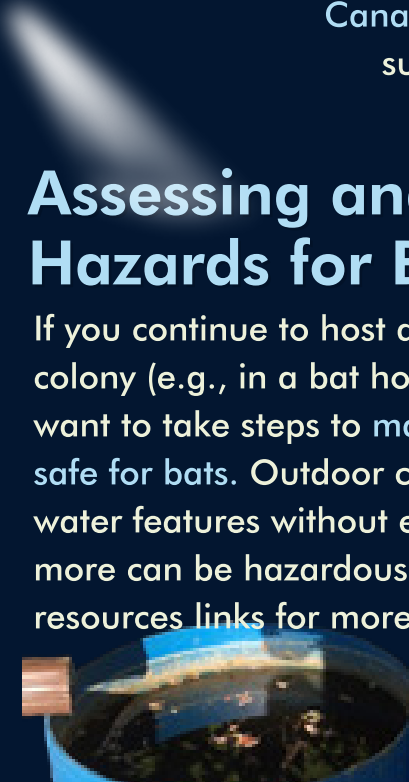 Cana
su
Assessing an
Hazards for
If you continue to host
colony (e.g., in a bat ho
want to take steps to ma
safe for bats. Outdoor
water features without
more can be hazardous
resources links for more